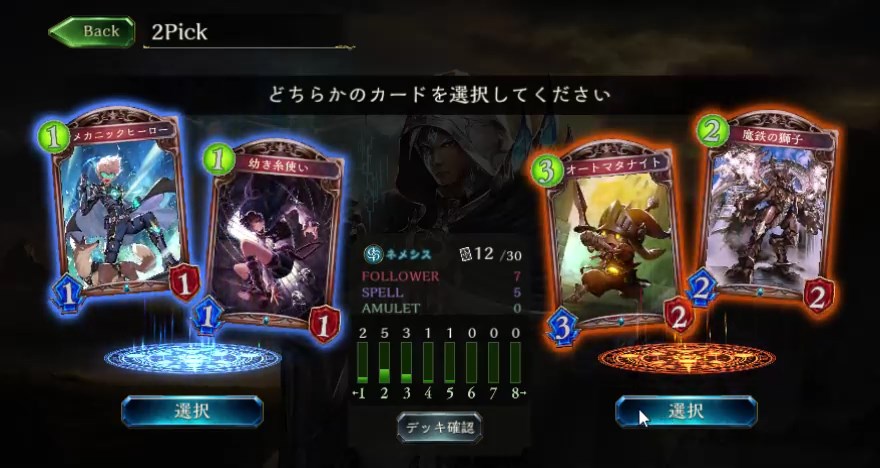 Back
2Pick
どちらかのカードを選択してください
1
メカニックヒーロー
1
1
1
幼き糸使い
1
1
3
オートマタナイト
3
2
2
魔鉄の獅子
2
2
ネメシス 12 /30
FOLLOWER 7
SPELL 5
AMULET 0
2 5 3 1 1 0 0 0
←1 2 3 4 5 6 7 8→
デッキ確認
選択
選択